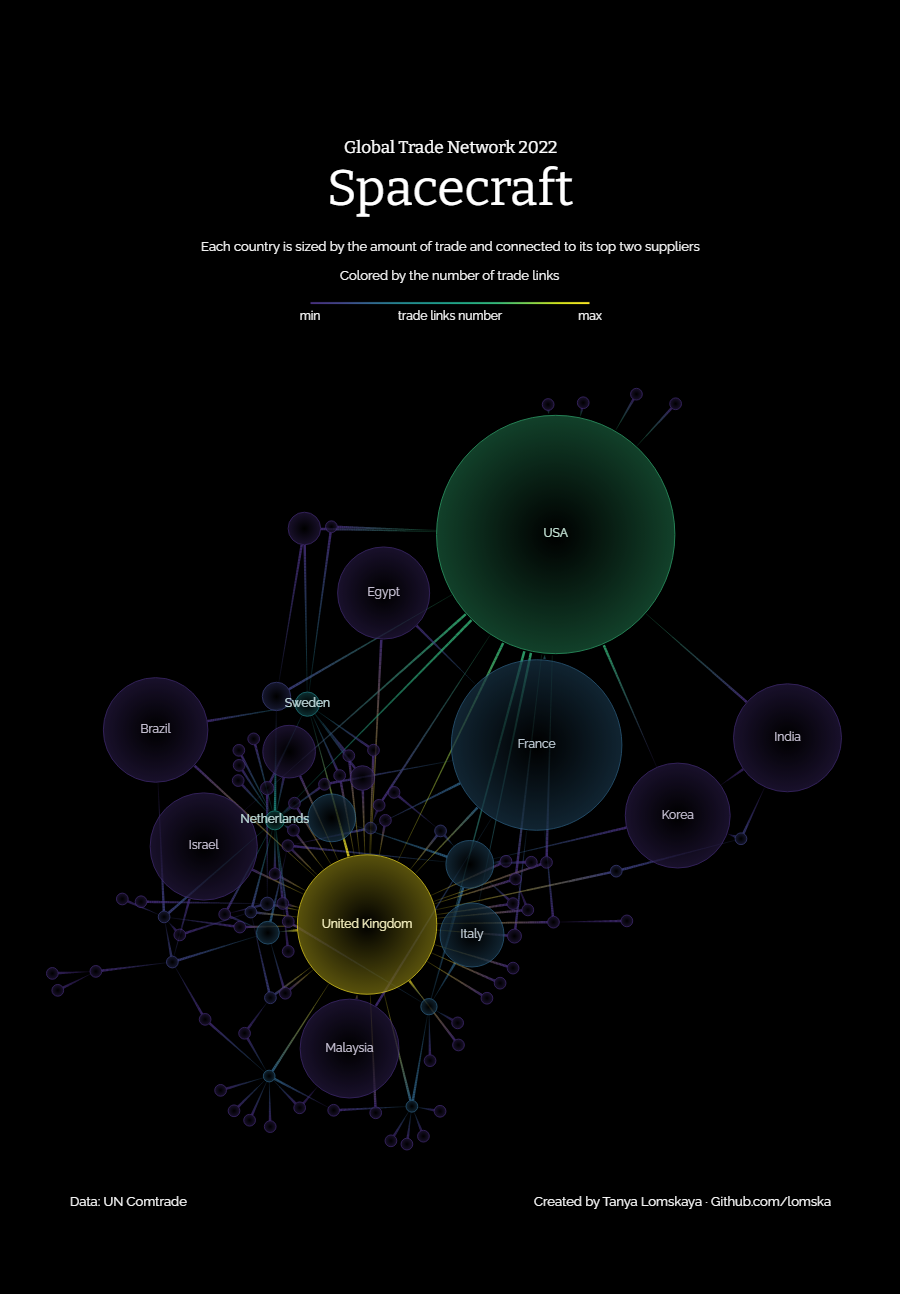 Global Trade Network 2022
Spacecraft
Each country is sized by the amount of trade and connected to its top two suppliers
Colored by the number of trade links
min trade links number max
USA
Egypt
Sweden
Brazil
France
India
Netherlands
Korea
Israel
United Kingdom
Italy
Malaysia
Data: UN Comtrade
Created by Tanya Lomskaya · Github.com/lomska